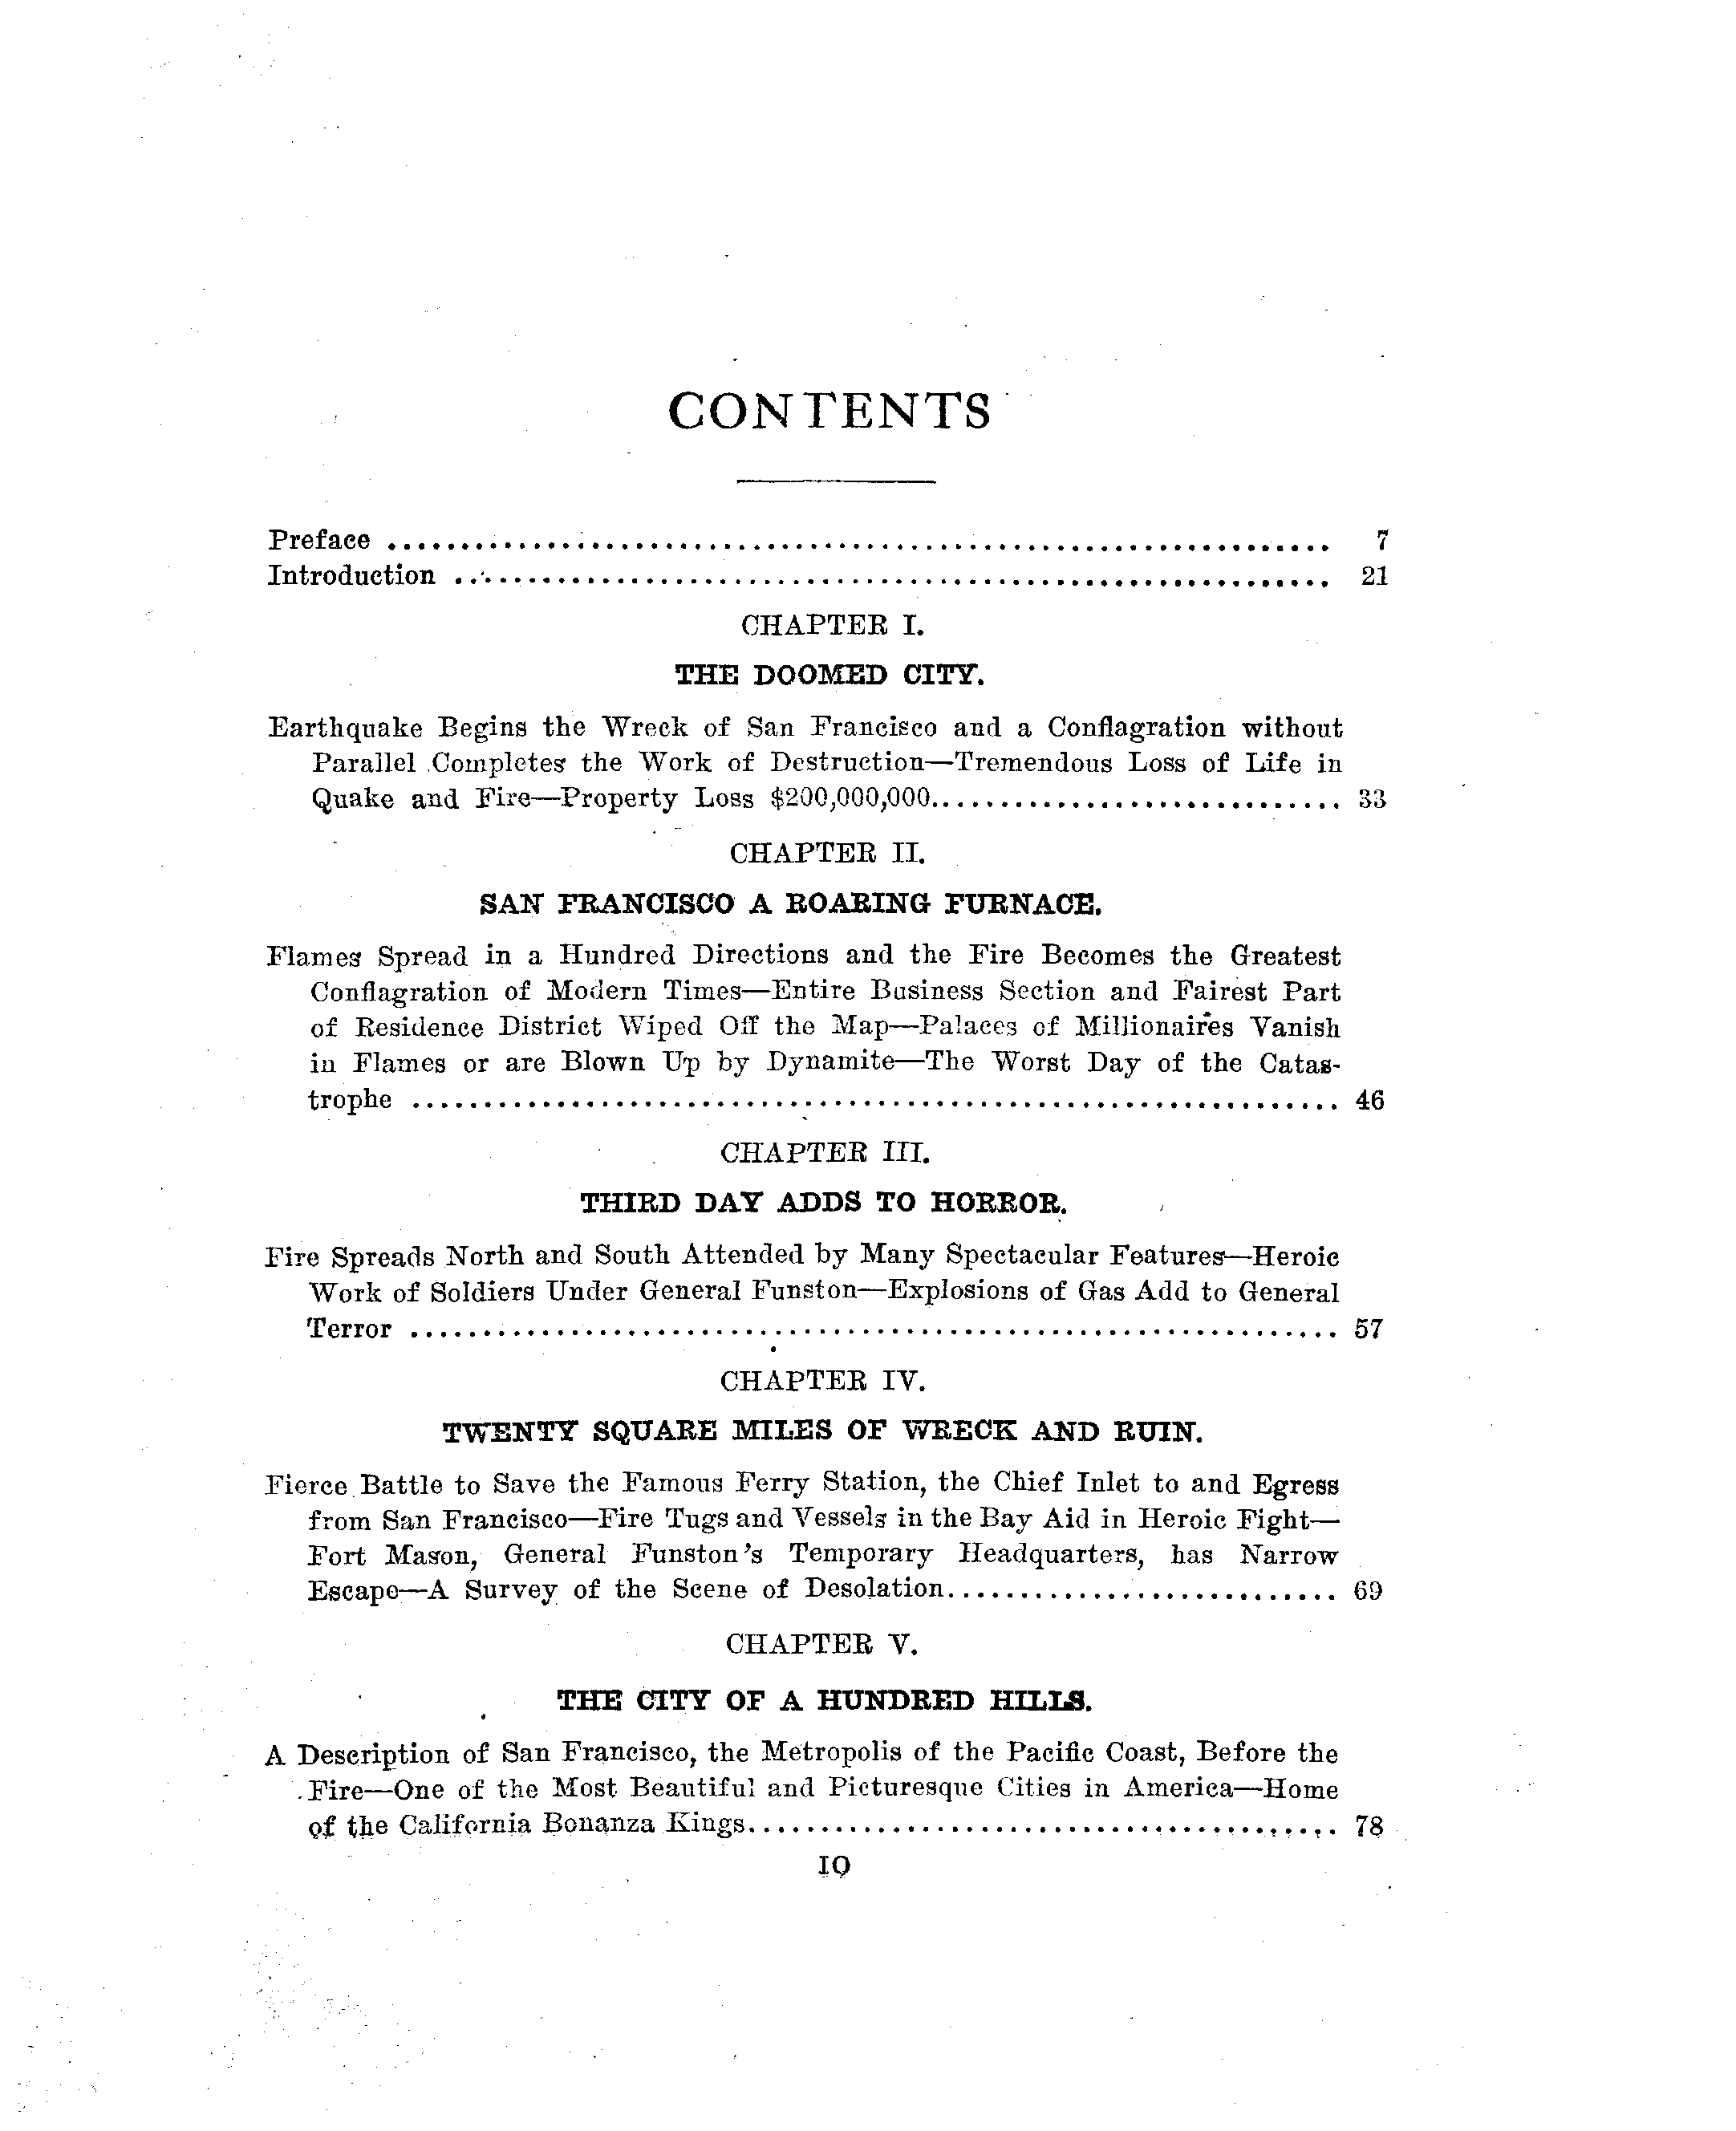 CONTENTS
Preface ................................................................. 7
Introduction ............................................................ 21
CHAPTER I.
THE DOOMED CITY.
Earthquake Begins the Wreck of San Francisco and a Conflagration without
Parallel Completes the Work of Destruction—Tremendous Loss of Life in
Quake and Fire—Property Loss $200,000,000............................. 33
CHAPTER II.
SAN FRANCISCO A ROARING FURNACE.
Flames Spread in a Hundred Directions and the Fire Becomes the Greatest
Conflagration of Modern Times—Entire Business Section and Fairest Part
of Residence District Wiped Off the Map—Palaces of Millionaires Vanish
in Flames or are Blown Up by Dynamite—The Worst Day of the Catas-
trophe ................................................................ 46
CHAPTER III.
THIRD DAY ADDS TO HORROR.
Fire Spreads North and South Attended by Many Spectacular Features—Heroic
Work of Soldiers Under General Funston—Explosions of Gas Add to General
Terror ................................................................ 57
CHAPTER IV.
TWENTY SQUARE MILES OF WRECK AND RUIN.
Fierce Battle to Save the Famous Ferry Station, the Chief Inlet to and Egress
from San Francisco—Fire Tugs and Vessels in the Bay Aid in Heroic Fight—
Fort Mason, General Funston's Temporary Headquarters, has Narrow
Escape—A Survey of the Scene of Desolation........................... 69
CHAPTER V.
THE CITY OF A HUNDRED HILLS.
A Description of San Francisco, the Metropolis of the Pacific Coast, Before the
Fire—One of the Most Beautiful and Picturesque Cities in America—Home
of the California Bonanza Kings......................................... 78
10